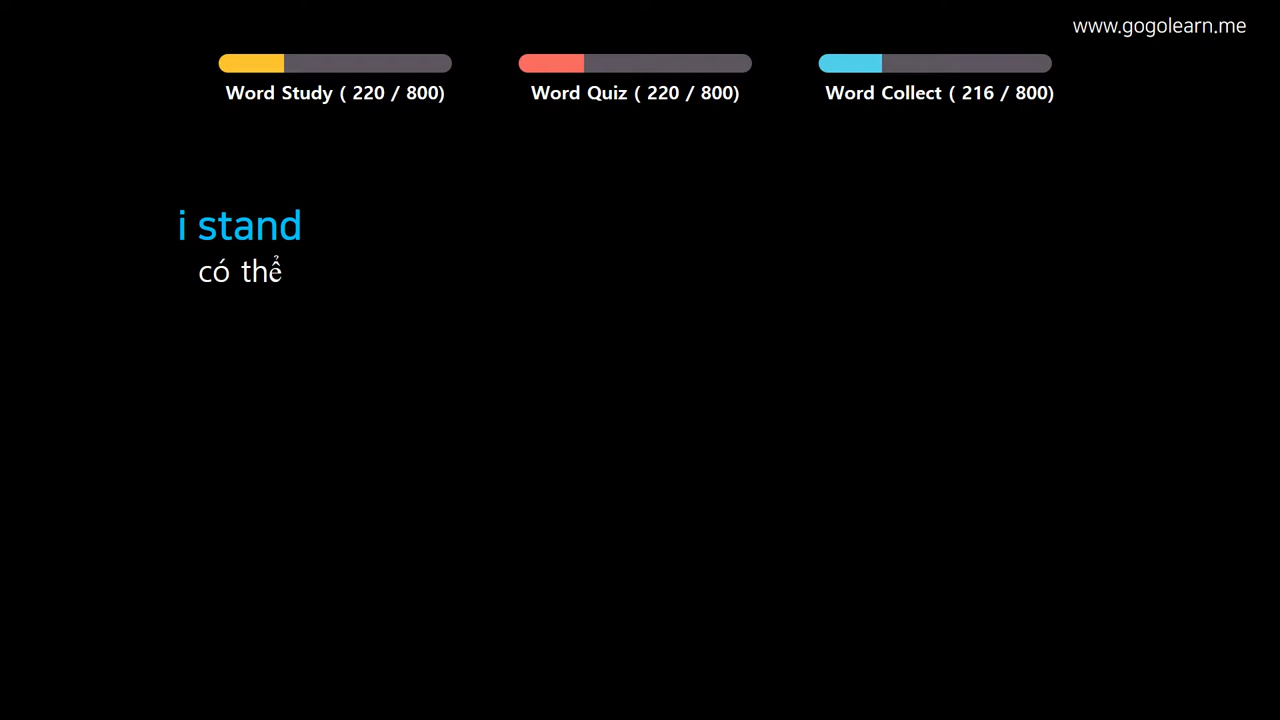 www.gogolearn.me
Word Study ( 220 / 800)
Word Quiz ( 220 / 800)
Word Collect ( 216 / 800)
i stand
có thể